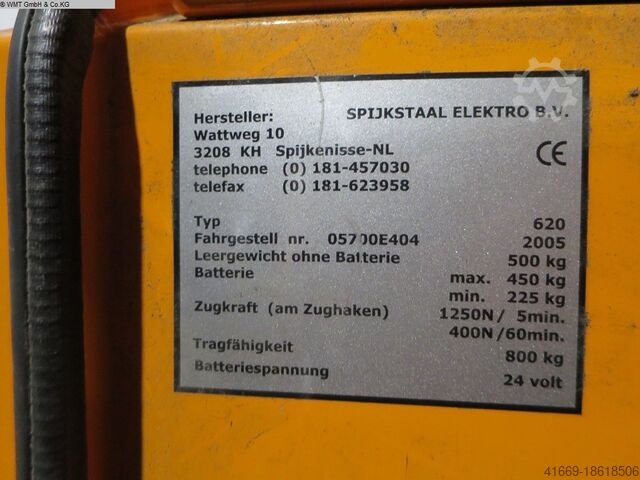 © WMT GmbH & Co.KG
Hersteller: SPIJKSTAAL ELEKTRO B.V.
Wattweg 10
3208 KH Spijkenisse-NL CE
telephone (0) 181-457030
telefax (0) 181-623958
Typ 620
Fahrgestell nr. 05700E404 2005
Leergewicht ohne Batterie 500 kg
Batterie max. 450 kg
min. 225 kg
Zugkraft (am Zughaken) 1250N/ 5min.
400N/60min.
Tragfähigkeit 800 kg
Batteriespannung 24 volt
41669-18618506